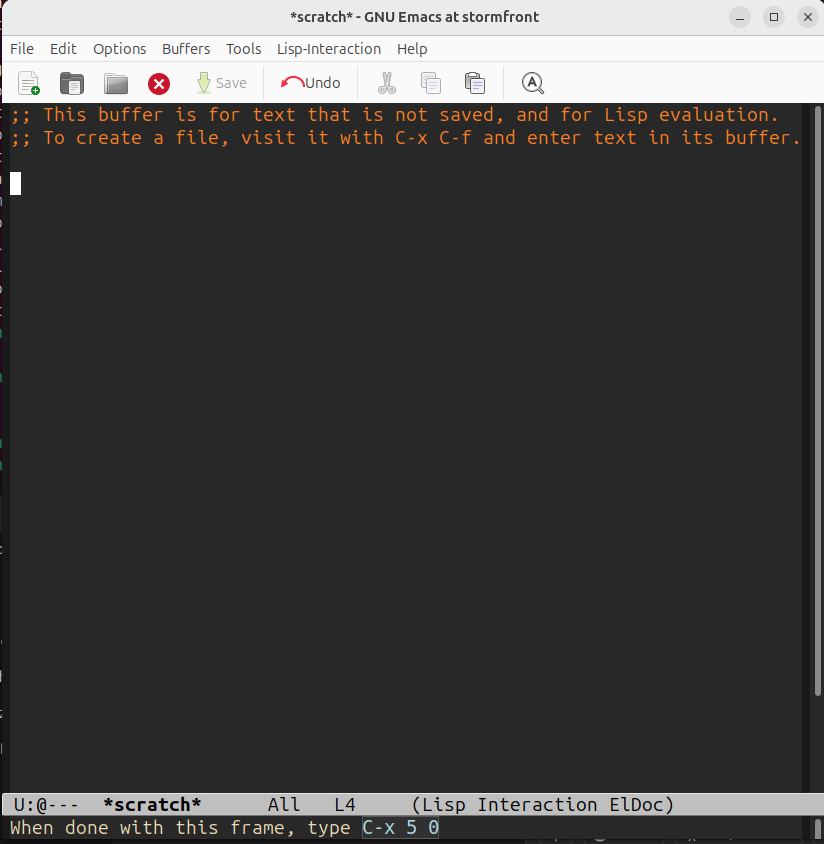 *scratch* - GNU Emacs at stormfront
File Edit Options Buffers Tools Lisp-Interaction Help
Save Undo
;; This buffer is for text that is not saved, and for Lisp evaluation.
;; To create a file, visit it with C-x C-f and enter text in its buffer.
U:@--- *scratch* All L4 (Lisp Interaction ElDoc)
When done with this frame, type C-x 5 0